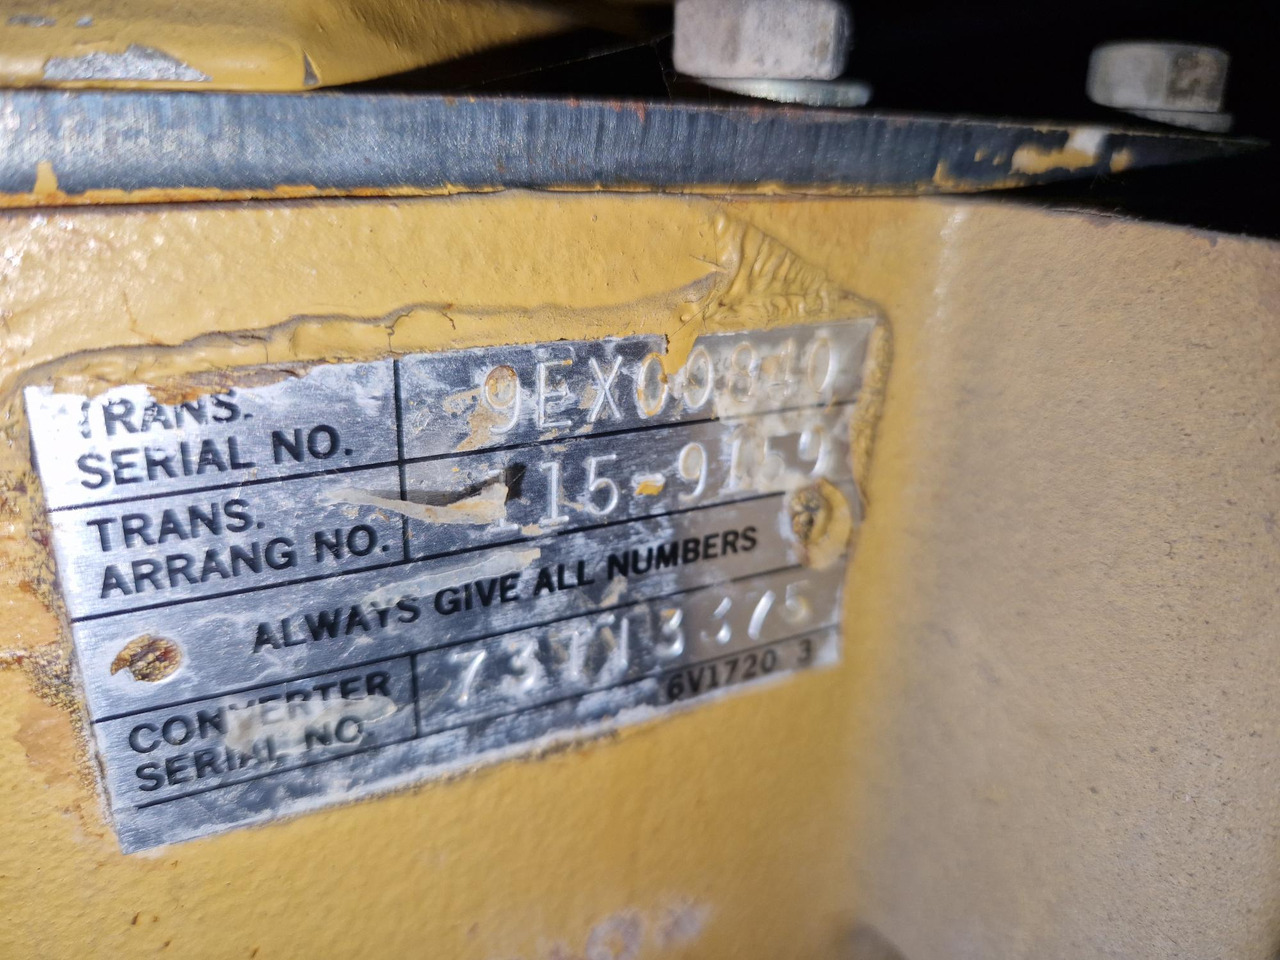 TRANS.
SERIAL NO.
9EX00840
TRANS.
ARRANG NO.
115-9159
ALWAYS GIVE ALL NUMBERS
CONVERTER
SERIAL NO.
6V1720 3